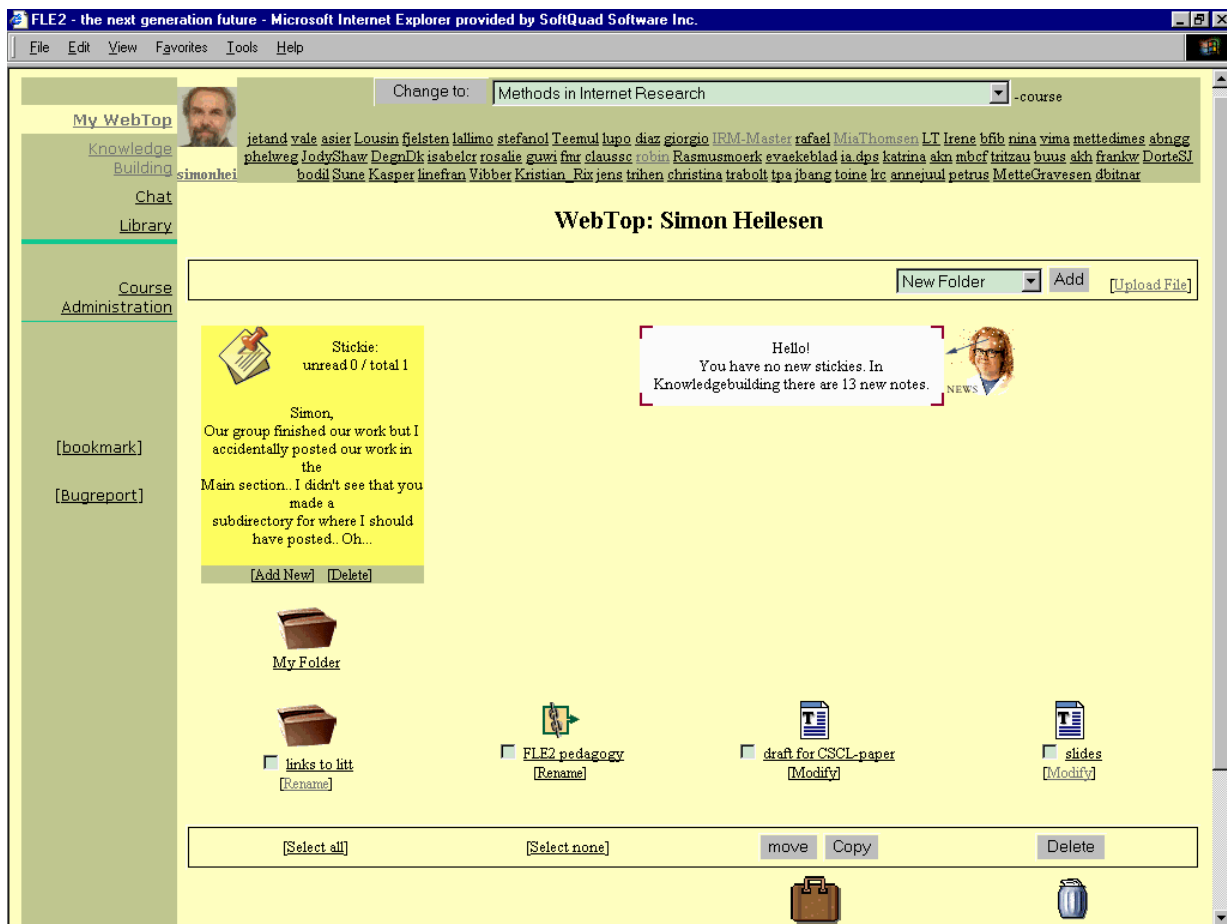 FLE2 - the next generation future - Microsoft Internet Explorer provided by SoftQuad Software Inc.
File Edit View Favorites Tools Help
Change to: Methods in Internet Research -course
My WebTop
Knowledge
Building
Chat
Library
Course
Administration
[bookmark]
[Bugreport]
simonhei
jetand vale asier Lousin fjelsten lallimo stefanol Teemul lupo diaz giorgio IRM-Master rafael MiaThomsen LT Irene bfib nina vima mettedimes abngg
phelweg JodyShaw DegnDk isabelcr rosalie guwi fmr claussc robin Rasmusmoerk evaekeblad ia.dps katrina akn mbcf tritzau buus akh frankw DorteSJ
bodil Sune Kasper linefran Vibber Kristian_Rix jens trihen christina trabolt tpa jbang toine lrc annejuul petrus MetteGravesen dbitnar
WebTop: Simon Heilesen
New Folder Add [Upload File]
Stickie:
unread 0 / total 1
Simon,
Our group finished our work but I
accidentally posted our work in
the
Main section.. I didn't see that you
made a
subdirectory for where I should
have posted.. Oh...
[Add New] [Delete]
Hello!
You have no new stickies. In
Knowledgebuilding there are 13 new notes.
NEWS
My Folder
links to litt
[Rename]
FLE2 pedagogy
[Rename]
draft for CSCL-paper
[Modify]
slides
[Modify]
[Select all] [Select none] move Copy Delete